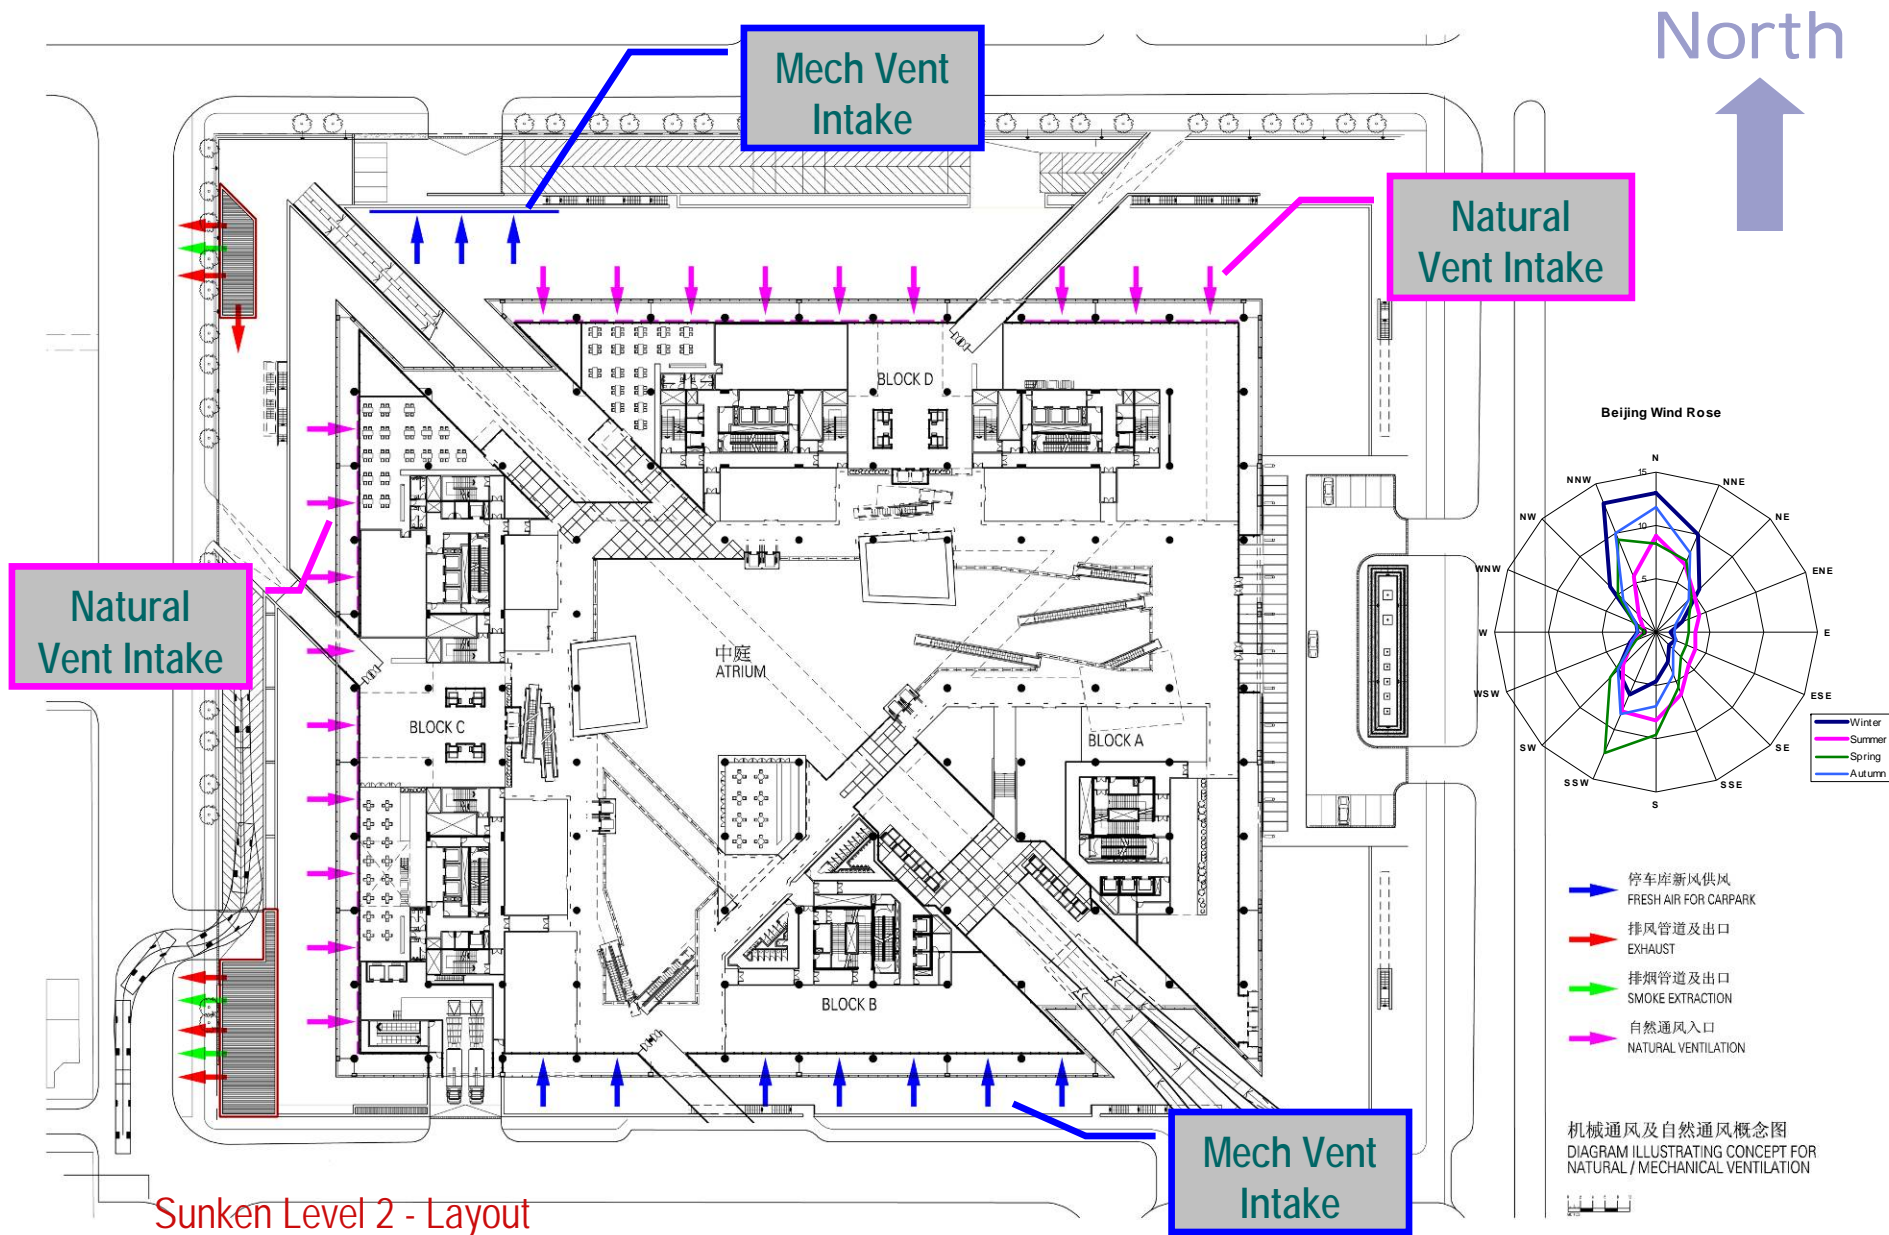 North
Mech Vent
Intake
Natural
Vent Intake
BLOCK D
Beijing Wind Rose
N
15
NNW
NNE
NW
NE
10
5
WNW
ENE
W
E
WSW
ESE
SW
SE
SSW
SSE
S
Winter
Summer
Spring
Autumn
Natural
Vent Intake
中庭
ATRIUM
BLOCK C
BLOCK A
BLOCK B
停车库新风供风
FRESH AIR FOR CARPARK
排风管道及出口
EXHAUST
排烟管道及出口
SMOKE EXTRACTION
自然通风入口
NATURAL VENTILATION
Mech Vent
Intake
机械通风及自然通风概念图
DIAGRAM ILLUSTRATING CONCEPT FOR
NATURAL / MECHANICAL VENTILATION
Sunken Level 2 - Layout